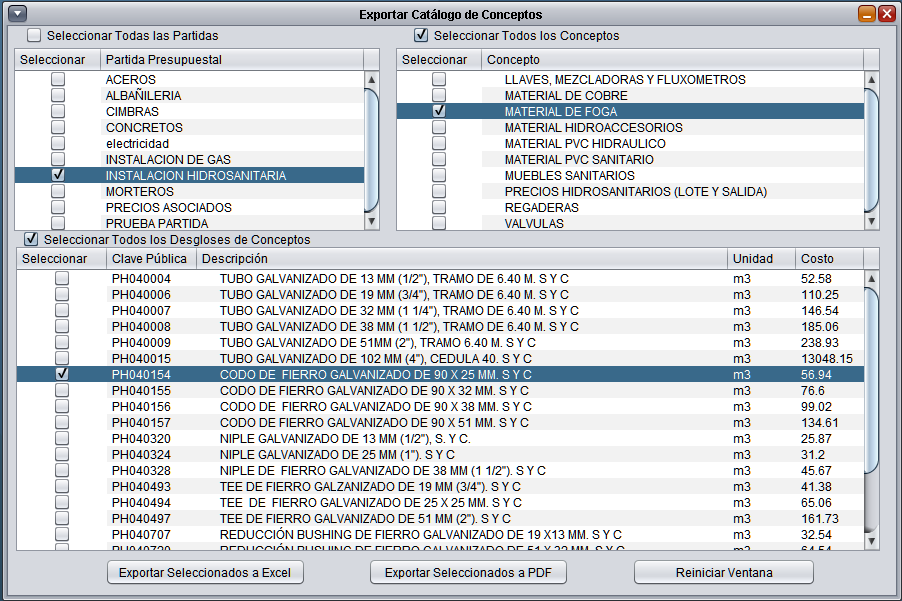 Exportar Catálogo de Conceptos
Seleccionar Todas las Partidas
Seleccionar Todos los Conceptos
Seleccionar Partida Presupuestal
ACEROS
ALBAÑILERIA
CIMBRAS
CONCRETOS
electricidad
INSTALACION DE GAS
INSTALACION HIDROSANITARIA
MORTEROS
PRECIOS ASOCIADOS
PRUEBA PARTIDA
Seleccionar Concepto
LLAVES, MEZCLADORAS Y FLUXOMETROS
MATERIAL DE COBRE
MATERIAL DE FOGA
MATERIAL HIDROACCESORIOS
MATERIAL PVC HIDRAULICO
MATERIAL PVC SANITARIO
MUEBLES SANITARIOS
PRECIOS HIDROSANITARIOS (LOTE Y SALIDA)
REGADERAS
VALVULAS
Seleccionar Todos los Desgloses de Conceptos
Seleccionar Clave Pública Descripción Unidad Costo
PH040004 TUBO GALVANIZADO DE 13 MM (1/2"), TRAMO DE 6.40 M. S Y C m3 52.58
PH040006 TUBO GALVANIZADO DE 19 MM (3/4"), TRAMO DE 6.40 M. S Y C m3 110.25
PH040007 TUBO GALVANIZADO DE 32 MM (1 1/4"), TRAMO DE 6.40 M. S Y C m3 146.54
PH040008 TUBO GALVANIZADO DE 38 MM (1 1/2"), TRAMO DE 6.40 M. S Y C m3 185.06
PH040009 TUBO GALVANIZADO DE 51MM (2"), TRAMO DE 6.40 M. S Y C m3 238.93
PH040015 TUBO GALVANIZADO DE 102 MM (4"), CEDULA 40. S Y C m3 13048.15
PH040154 CODO DE FIERRO GALVANIZADO DE 90 X 25 MM. S Y C m3 56.94
PH040155 CODO DE FIERRO GALVANIZADO DE 90 X 32 MM. S Y C m3 76.6
PH040156 CODO DE FIERRO GALVANIZADO DE 90 X 38 MM. S Y C m3 99.02
PH040157 CODO DE FIERRO GALVANIZADO DE 90 X 51 MM. S Y C m3 134.61
PH040320 NIPLE GALVANIZADO DE 13 MM (1/2"), S. Y C. m3 25.87
PH040324 NIPLE GALVANIZADO DE 25 MM (1"). S Y C m3 31.2
PH040328 NIPLE DE FIERRO GALVANIZADO DE 38 MM (1 1/2"). S Y C m3 45.67
PH040493 TEE DE FIERRO GALZANIZADO DE 19 MM (3/4"). S Y C m3 41.38
PH040494 TEE DE FIERRO GALVANIZADO DE 25 X 25 MM. S Y C m3 65.06
PH040497 TEE DE FIERRO GALVANIZADO DE 51 MM (2"). S Y C m3 161.73
PH040707 REDUCCIÓN BUSHING DE FIERRO GALVANIZADO DE 19 X13 MM. S Y C m3 32.54
REDUCCIÓN BUSHING DE FIERRO GALVANIZADO DE 51 X
Exportar Seleccionados a Excel
Exportar Seleccionados a PDF
Reiniciar Ventana